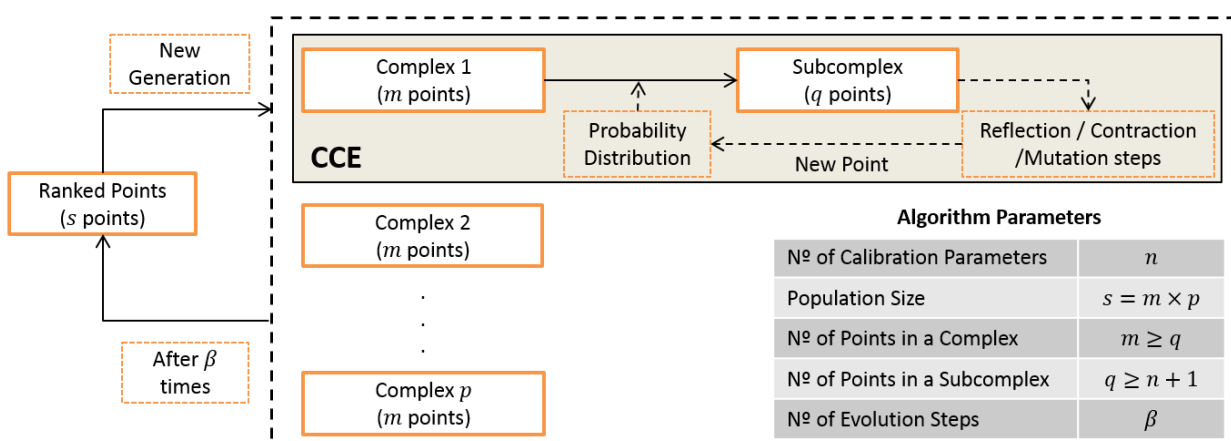 New
Generation
Ranked Points
(s points)
After β
times
Complex 1
(m points)
Subcomplex
(q points)
Probability
Distribution
Reflection / Contraction
/Mutation steps
New Point
CCE
Complex 2
(m points)
.
.
.
Complex p
(m points)
Algorithm Parameters
Nº of Calibration Parameters n
Population Size s = m × p
Nº of Points in a Complex m ≥ q
Nº of Points in a Subcomplex q ≥ n + 1
Nº of Evolution Steps β